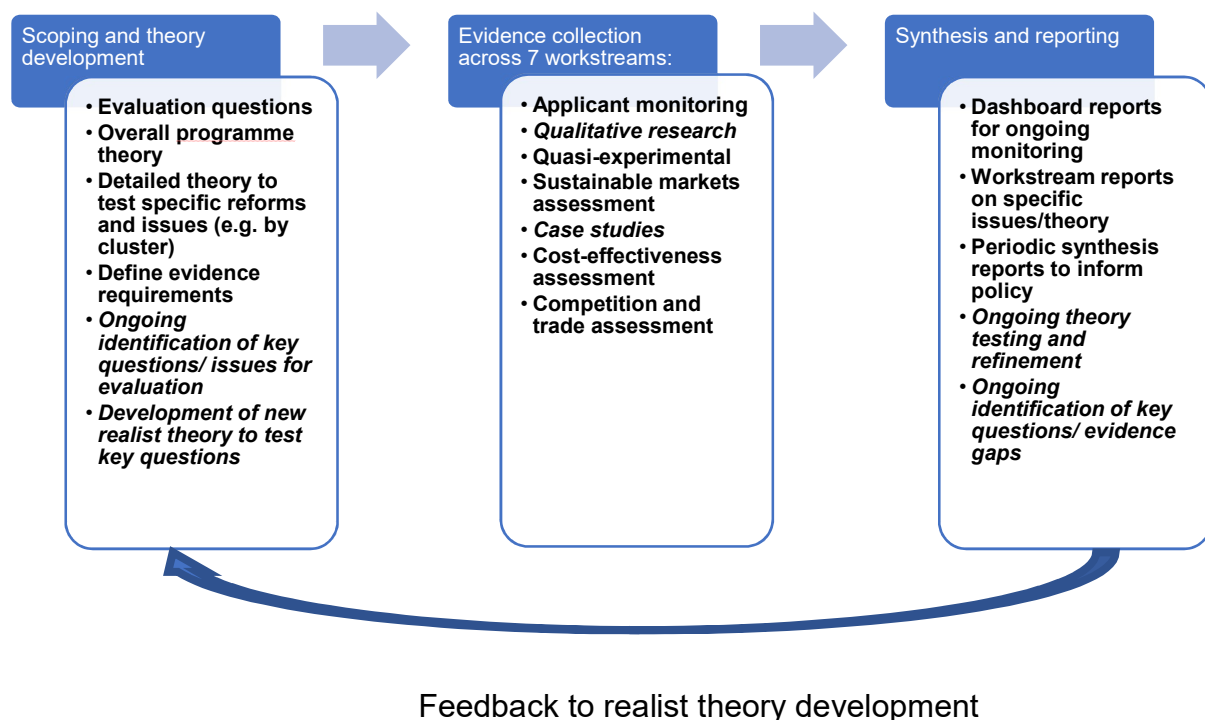 Scoping and theory
development
• Evaluation questions
• Overall programme
theory
• Detailed theory to
test specific reforms
and issues (e.g. by
cluster)
• Define evidence
requirements
• Ongoing
identification of key
questions/ issues for
evaluation
• Development of new
realist theory to test
key questions
Evidence collection
across 7 workstreams:
• Applicant monitoring
• Qualitative research
• Quasi-experimental
• Sustainable markets
assessment
• Case studies
• Cost-effectiveness
assessment
• Competition and
trade assessment
Synthesis and reporting
• Dashboard reports
for ongoing
monitoring
• Workstream reports
on specific
issues/theory
• Periodic synthesis
reports to inform
policy
• Ongoing theory
testing and
refinement
• Ongoing
identification of key
questions/ evidence
gaps
Feedback to realist theory development